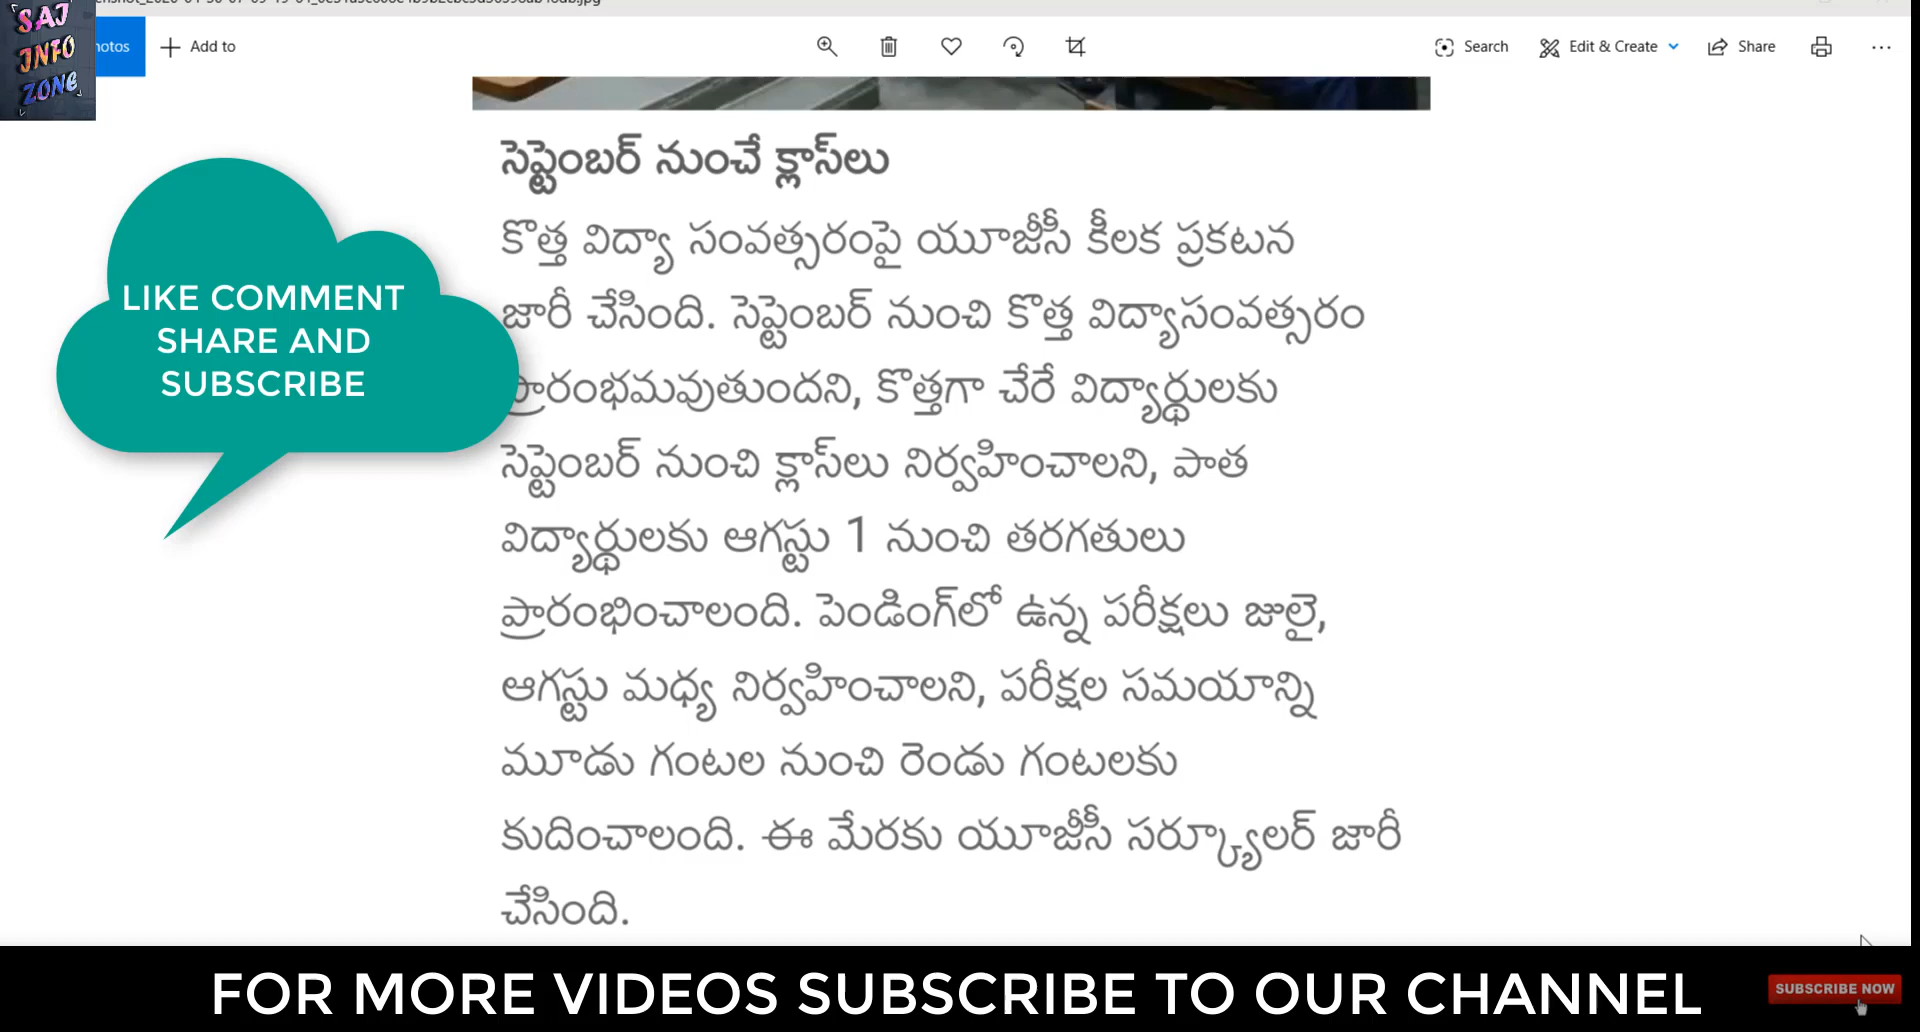 SAJ
INFO
ZONE
hotos
Add to
Search
Edit & Create
Share
సెప్టెంబర్ నుంచే క్లాస్‌లు
కొత్త విద్యా సంవత్సరంపై యూజీసీ కీలక ప్రకటన
జారీ చేసింది. సెప్టెంబర్ నుంచి కొత్త విద్యాసంవత్సరం
ప్రారంభమవుతుందని, కొత్తగా చేరే విద్యార్థులకు
సెప్టెంబర్ నుంచి క్లాస్‌లు నిర్వహించాలని, పాత
విద్యార్థులకు ఆగస్టు 1 నుంచి తరగతులు
ప్రారంభించాలంది. పెండింగ్‌లో ఉన్న పరీక్షలు జులై,
ఆగస్టు మధ్య నిర్వహించాలని, పరీక్షల సమయాన్ని
మూడు గంటల నుంచి రెండు గంటలకు
కుదించాలంది. ఈ మేరకు యూజీసీ సర్క్యూలర్ జారీ
చేసింది.
LIKE COMMENT
SHARE AND
SUBSCRIBE
FOR MORE VIDEOS SUBSCRIBE TO OUR CHANNEL
SUBSCRIBE NOW